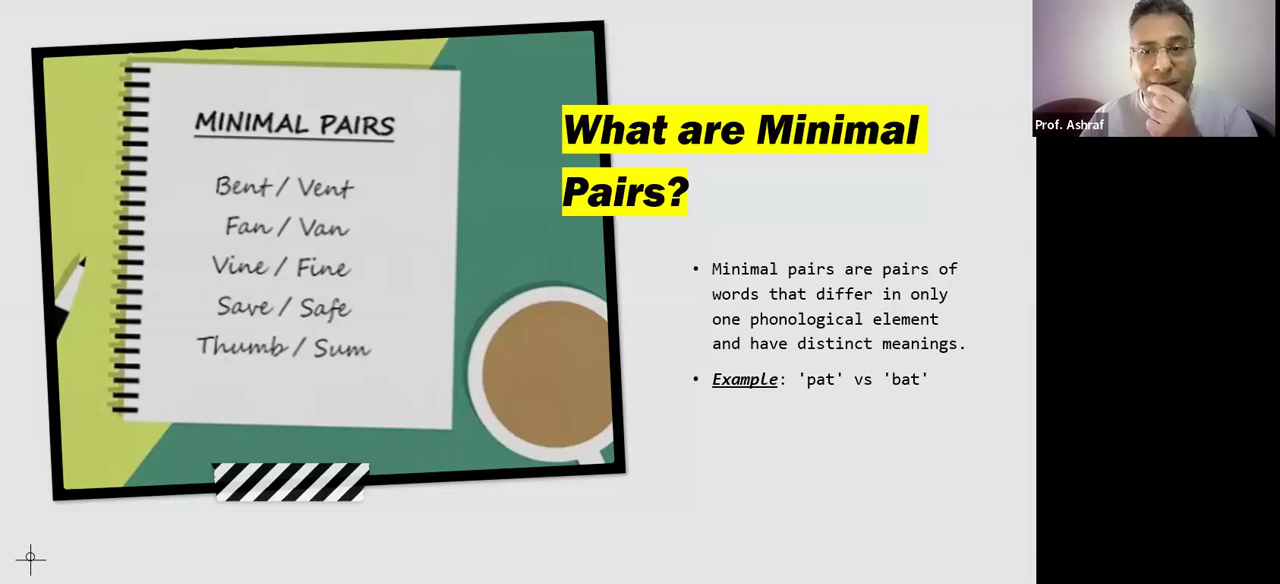 MINIMAL PAIRS
Bent / Vent
Fan / Van
Vine / Fine
Save / Safe
Thumb / Sum
What are Minimal
Pairs?
• Minimal pairs are pairs of
words that differ in only
one phonological element
and have distinct meanings.
• Example: 'pat' vs 'bat'
Prof. Ashraf